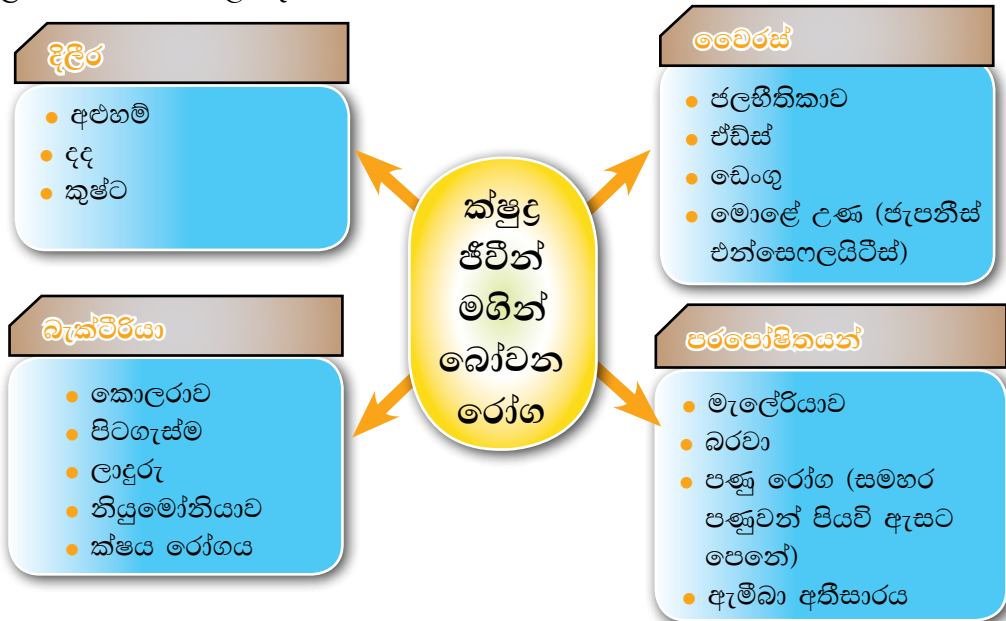 දිලීර
• අළුහම්
• දද
• කුෂ්ට
වෛරස්
• ජලභීතිකාව
• ඒඩ්ස්
• ඩෙංගු
• මොළේ උණ (ජැපනීස්
එන්සෙෆලයිටීස්)
ක්ෂුද්‍ර
ජීවීන්
මගින්
බෝවන
රෝග
බැක්ටීරියා
• කොලරාව
• පිටගැස්ම
• ලාදුරු
• නියුමෝනියාව
• ක්ෂය රෝගය
පරපෝෂිතයන්
• මැලේරියාව
• බරවා
• පණු රෝග (සමහර
පණුවන් පියවි ඇසට
පෙනේ)
• ඇමීබා අතීසාරය